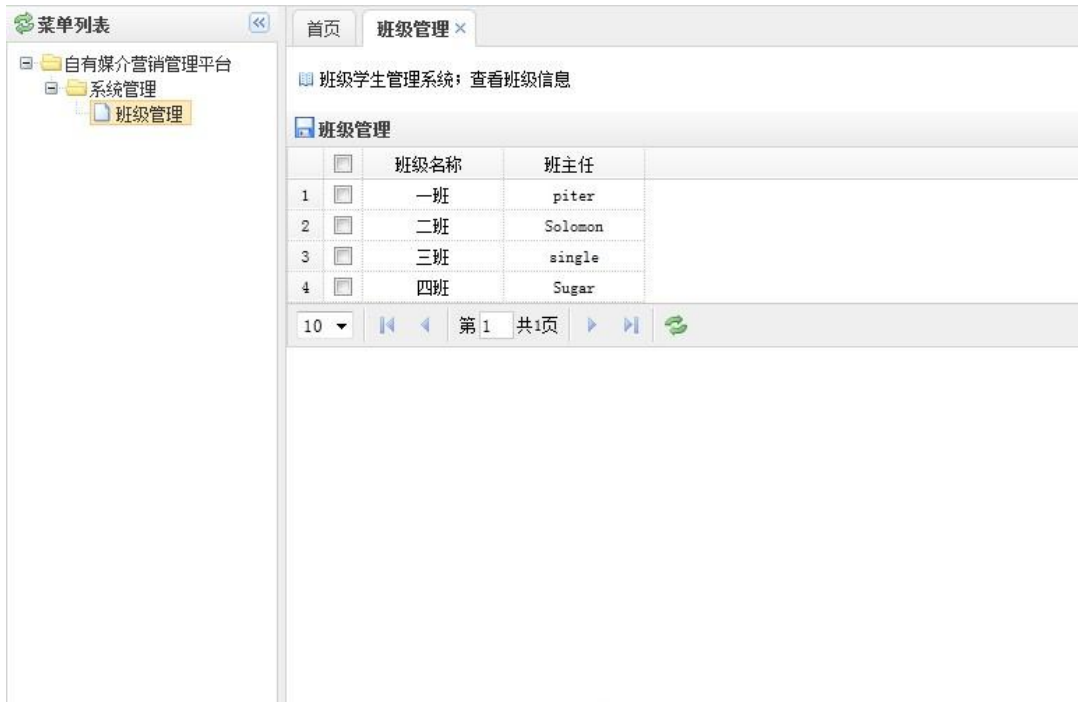 菜单列表
自有媒介营销管理平台
系统管理
班级管理
首页 班级管理
班级学生管理系统；查看班级信息
班级管理
班级名称 班主任
1 一班 piter
2 二班 Solomon
3 三班 single
4 四班 Sugar
10 第 1 共1页